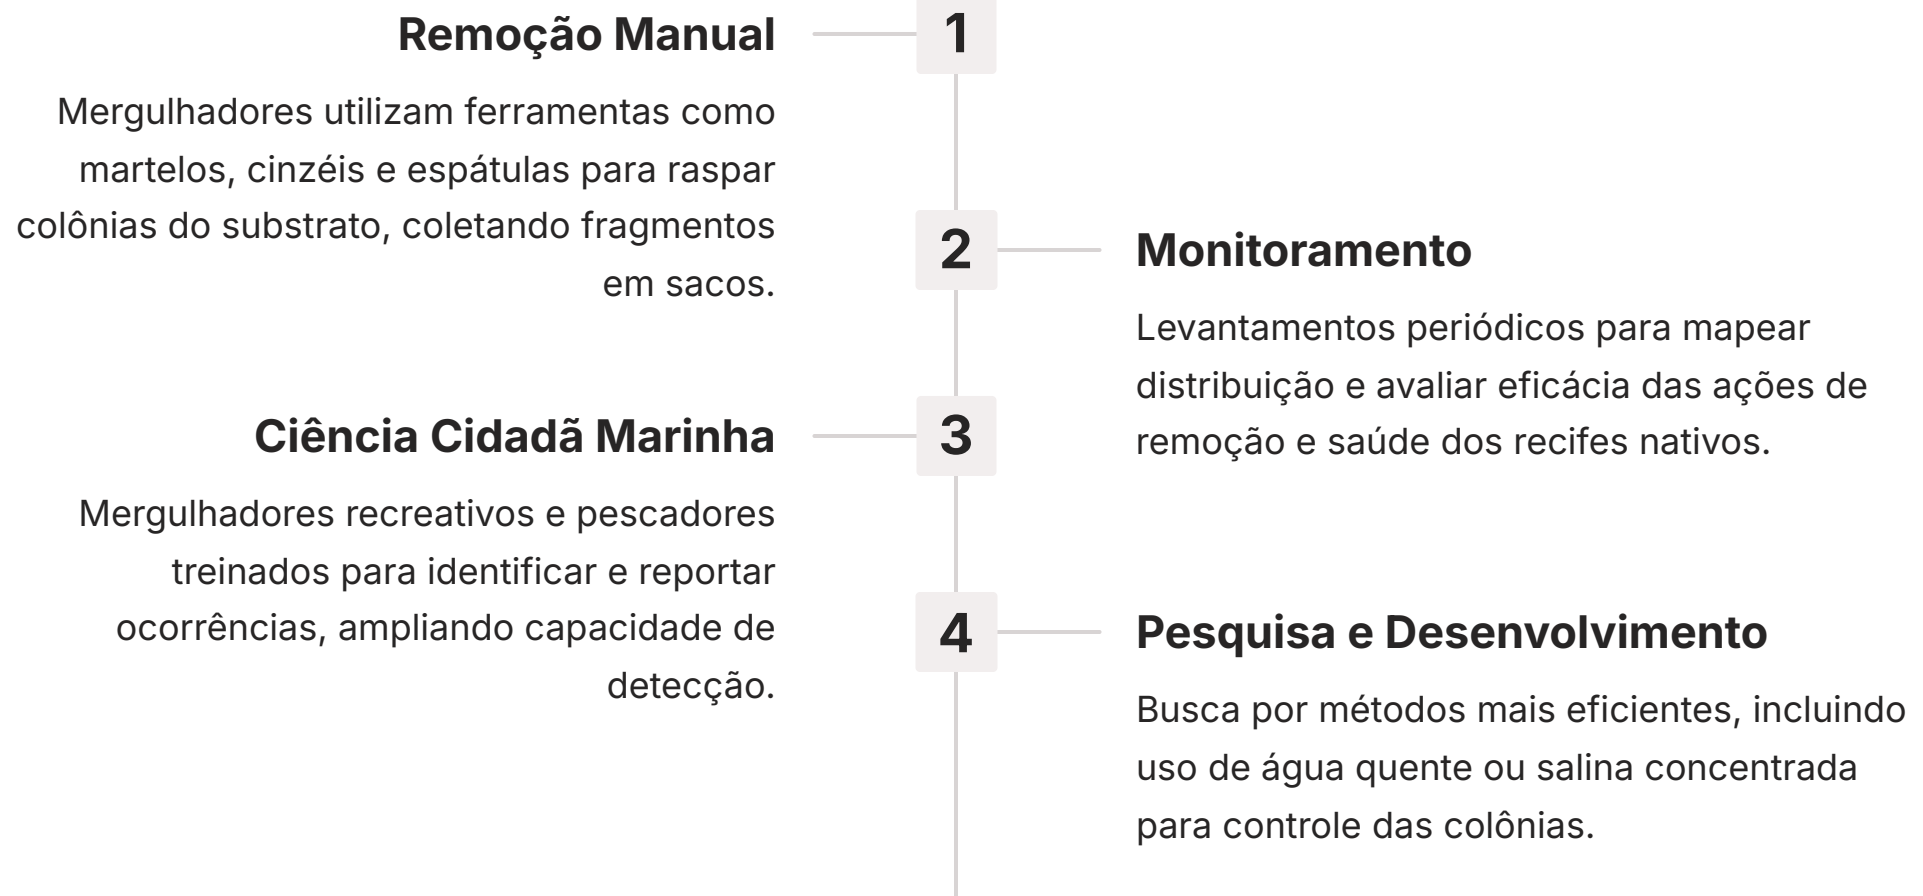 Remoção Manual
1
Mergulhadores utilizam ferramentas como
martelos, cinzéis e espátulas para raspar
colônias do substrato, coletando fragmentos
em sacos.
2
Monitoramento
Levantamentos periódicos para mapear
distribuição e avaliar eficácia das ações de
remoção e saúde dos recifes nativos.
Ciência Cidadã Marinha
3
Mergulhadores recreativos e pescadores
treinados para identificar e reportar
ocorrências, ampliando capacidade de
detecção.
4
Pesquisa e Desenvolvimento
Busca por métodos mais eficientes, incluindo
uso de água quente ou salina concentrada
para controle das colônias.